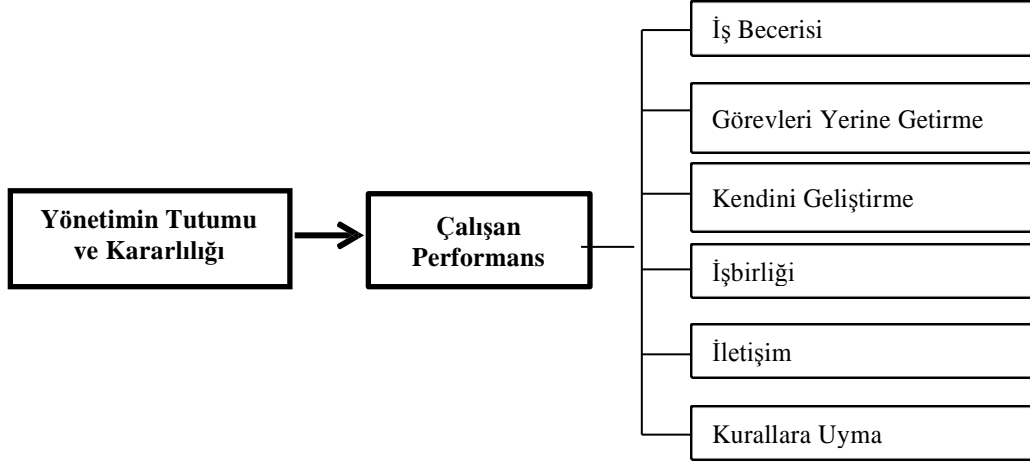 Yönetimin Tutumu
ve Kararlılığı
Çalışan
Performans
İş Becerisi
Görevleri Yerine Getirme
Kendini Geliştirme
İşbirliği
İletişim
Kurallara Uyma